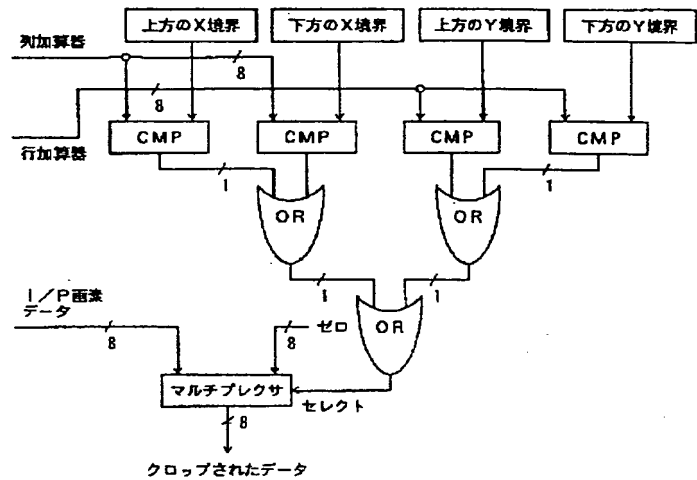 上方のX境界
下方のX境界
上方のY境界
下方のY境界
列加算器
8
8
行加算器
CMP
CMP
CMP
CMP
1
1
OR
OR
1
1
I/P画素
データ
8
ゼロ
8
OR
マルチプレクサ
セレクト
8
クロップされたデータ